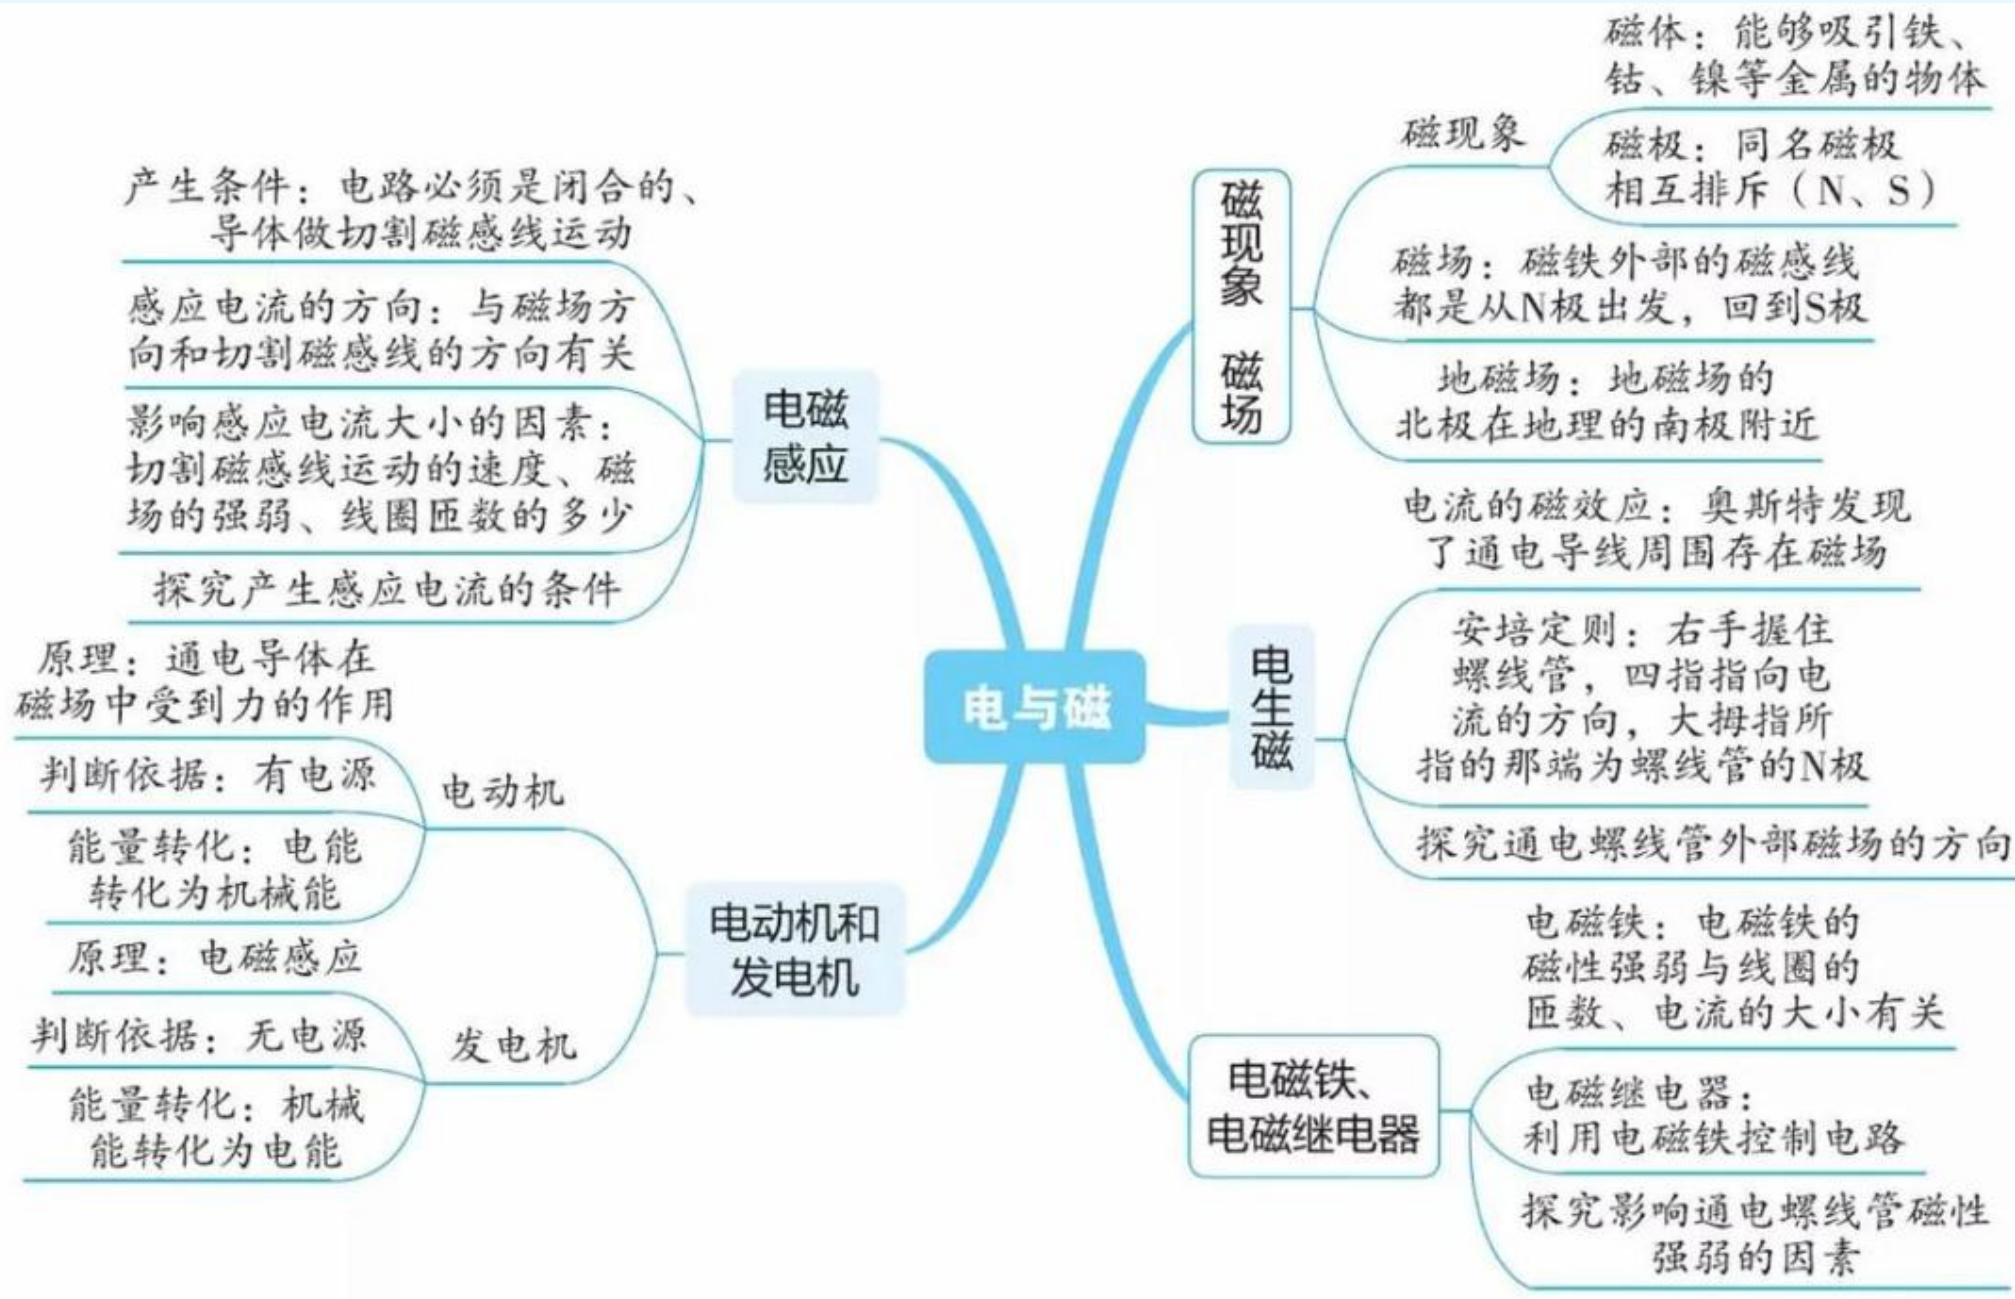 电与磁
磁现象 磁场
磁现象
磁体：能够吸引铁、
钴、镍等金属的物体
磁极：同名磁极
相互排斥（N、S）
磁场：磁铁外部的磁感线
都是从N极出发，回到S极
地磁场：地磁场的
北极在地理的南极附近
电生磁
电流的磁效应：奥斯特发现
了通电导线周围存在磁场
安培定则：右手握住
螺线管，四指指向电
流的方向，大拇指所
指的那端为螺线管的N极
探究通电螺线管外部磁场的方向
电磁铁、
电磁继电器
电磁铁：电磁铁的
磁性强弱与线圈的
匝数、电流的大小有关
电磁继电器：
利用电磁铁控制电路
探究影响通电螺线管磁性
强弱的因素
电磁
感应
产生条件：电路必须是闭合的、
导体做切割磁感线运动
感应电流的方向：与磁场方
向和切割磁感线的方向有关
影响感应电流大小的因素：
切割磁感线运动的速度、磁
场的强弱、线圈匝数的多少
探究产生感应电流的条件
电动机和
发电机
电动机
原理：通电导体在
磁场中受到力的作用
判断依据：有电源
能量转化：电能
转化为机械能
发电机
原理：电磁感应
判断依据：无电源
能量转化：机械
能转化为电能